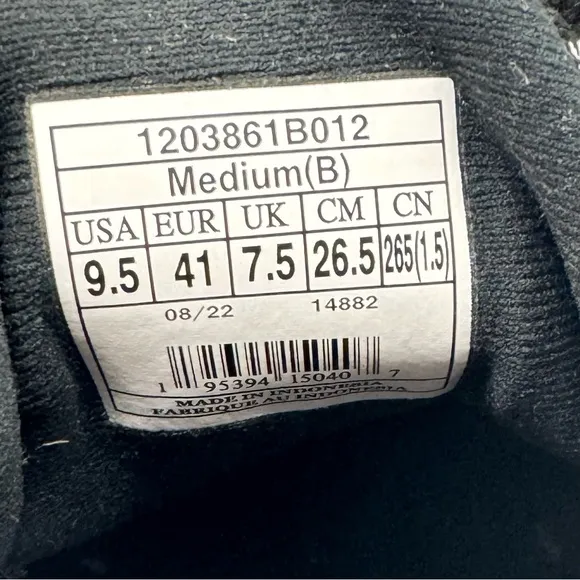 1203861B012
Medium(B)
USA EUR UK CM CN
9.5 41 7.5 26.5 265(1.5)
08/22 14882
1 95394 15040 7
MADE IN INDONESIA
FABRIQUE AU INDONESIA